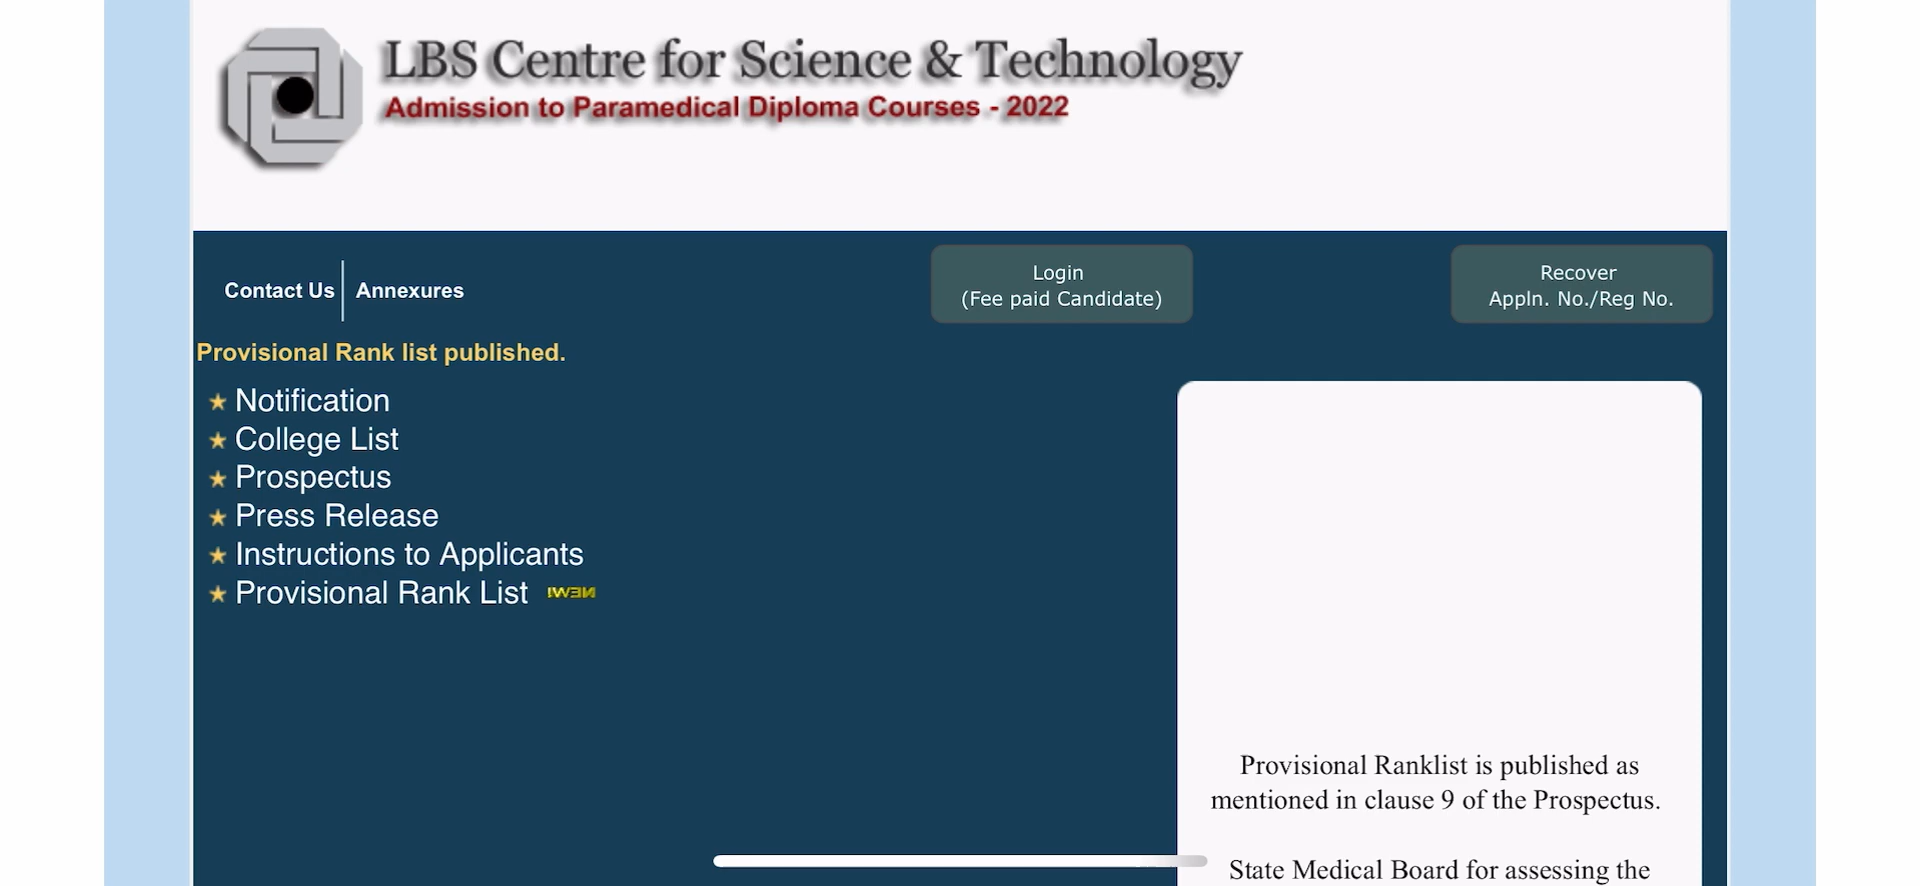 LBS Centre for Science & Technology
Admission to Paramedical Diploma Courses - 2022
Contact Us
Annexures
Login
(Fee paid Candidate)
Recover
Appln. No./Reg No.
Provisional Rank list published.
Notification
College List
Prospectus
Press Release
Instructions to Applicants
Provisional Rank List NEW!
Provisional Ranklist is published as
mentioned in clause 9 of the Prospectus.
State Medical Board for assessing the